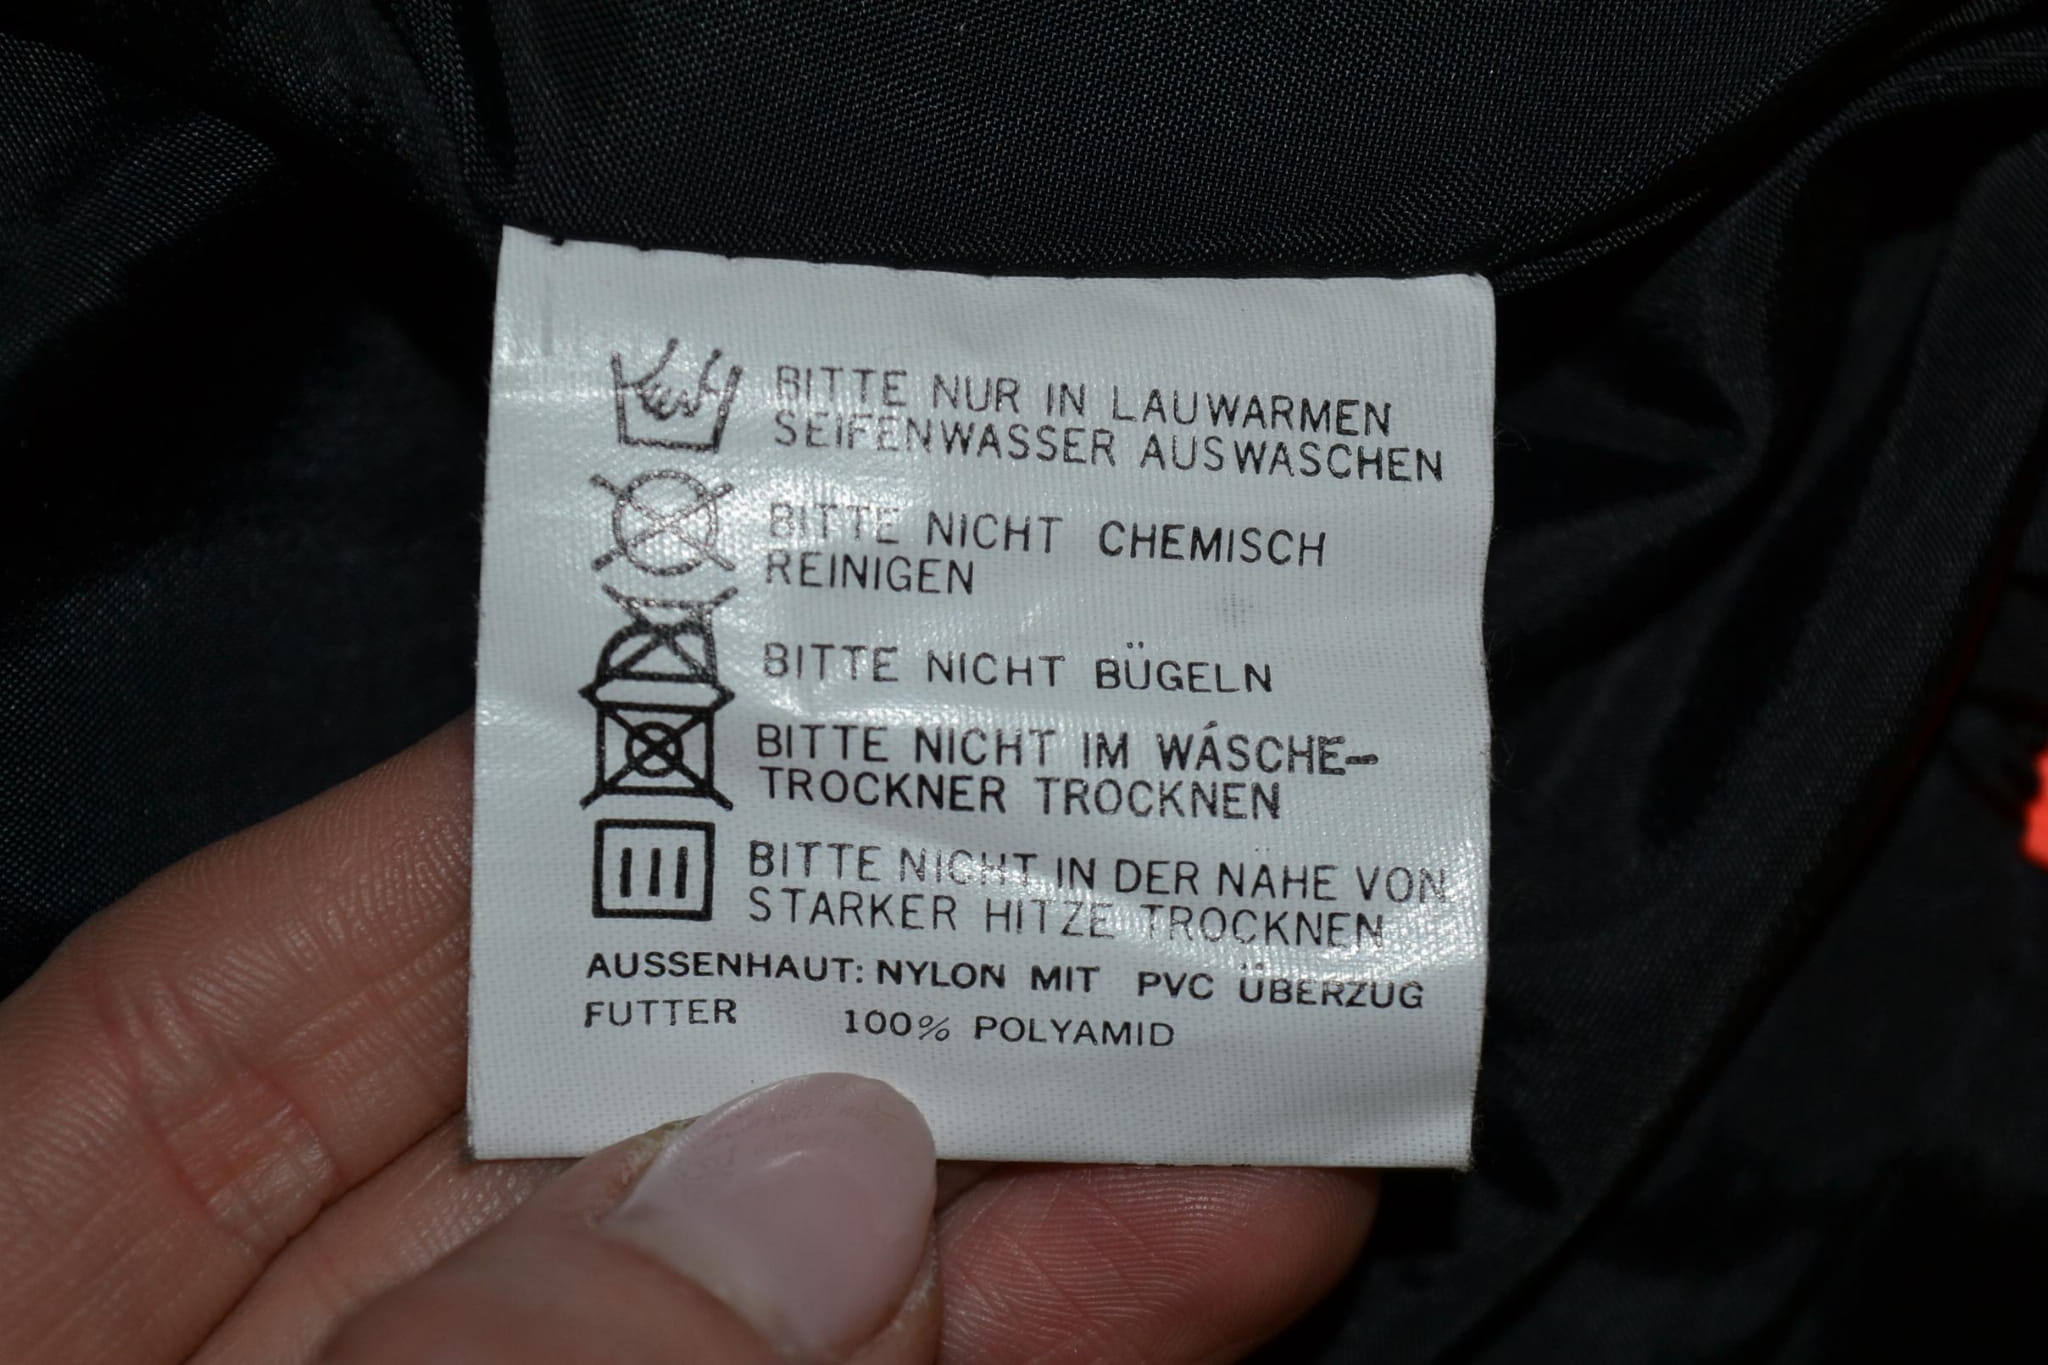 BITTE NUR IN LAUWARMEN
SEIFENWASSER AUSWASCHEN
BITTE NICHT CHEMISCH
REINIGEN
BITTE NICHT BÜGELN
BITTE NICHT IM WÁSCHE-
TROCKNER TROCKNEN
BITTE NICHT IN DER NÄHE VON
STARKER HITZE TROCKNEN
AUSSENHAUT: NYLON MIT PVC ÜBERZUG
FUTTER 100% POLYAMID